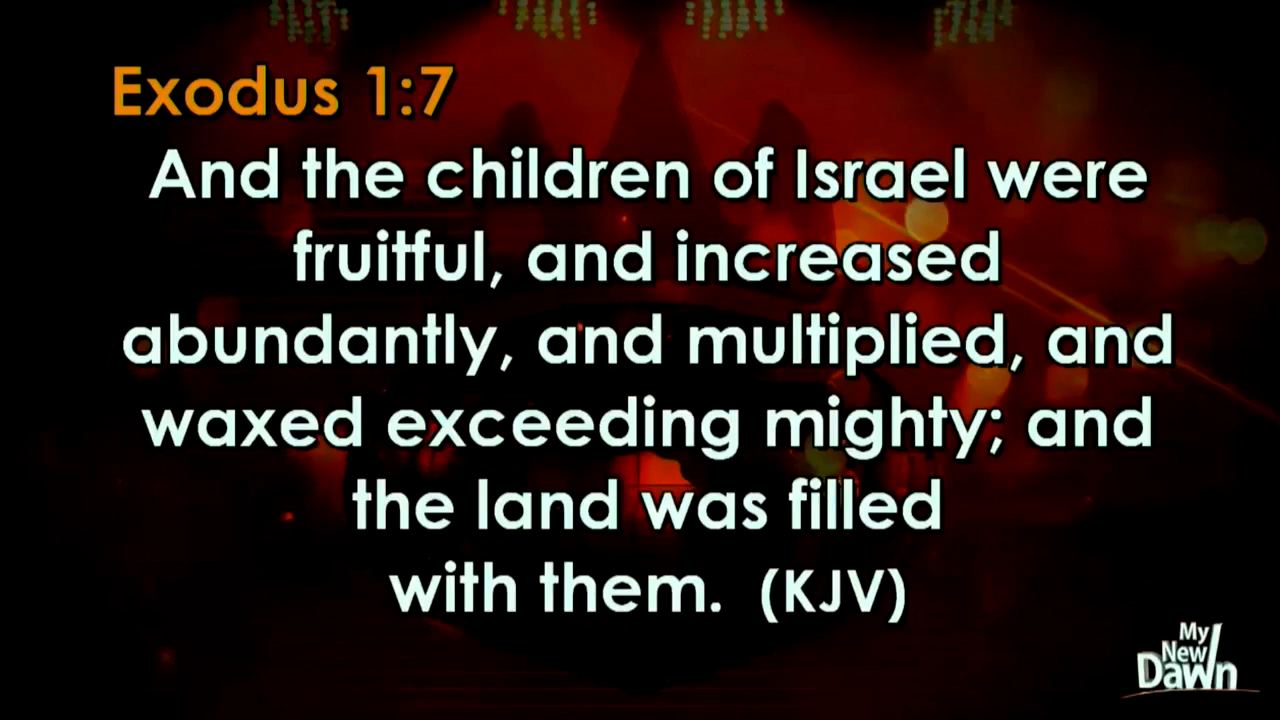 Exodus 1:7
And the children of Israel were
fruitful, and increased
abundantly, and multiplied, and
waxed exceeding mighty; and
the land was filled
with them. (KJV)
My
New
Dawn